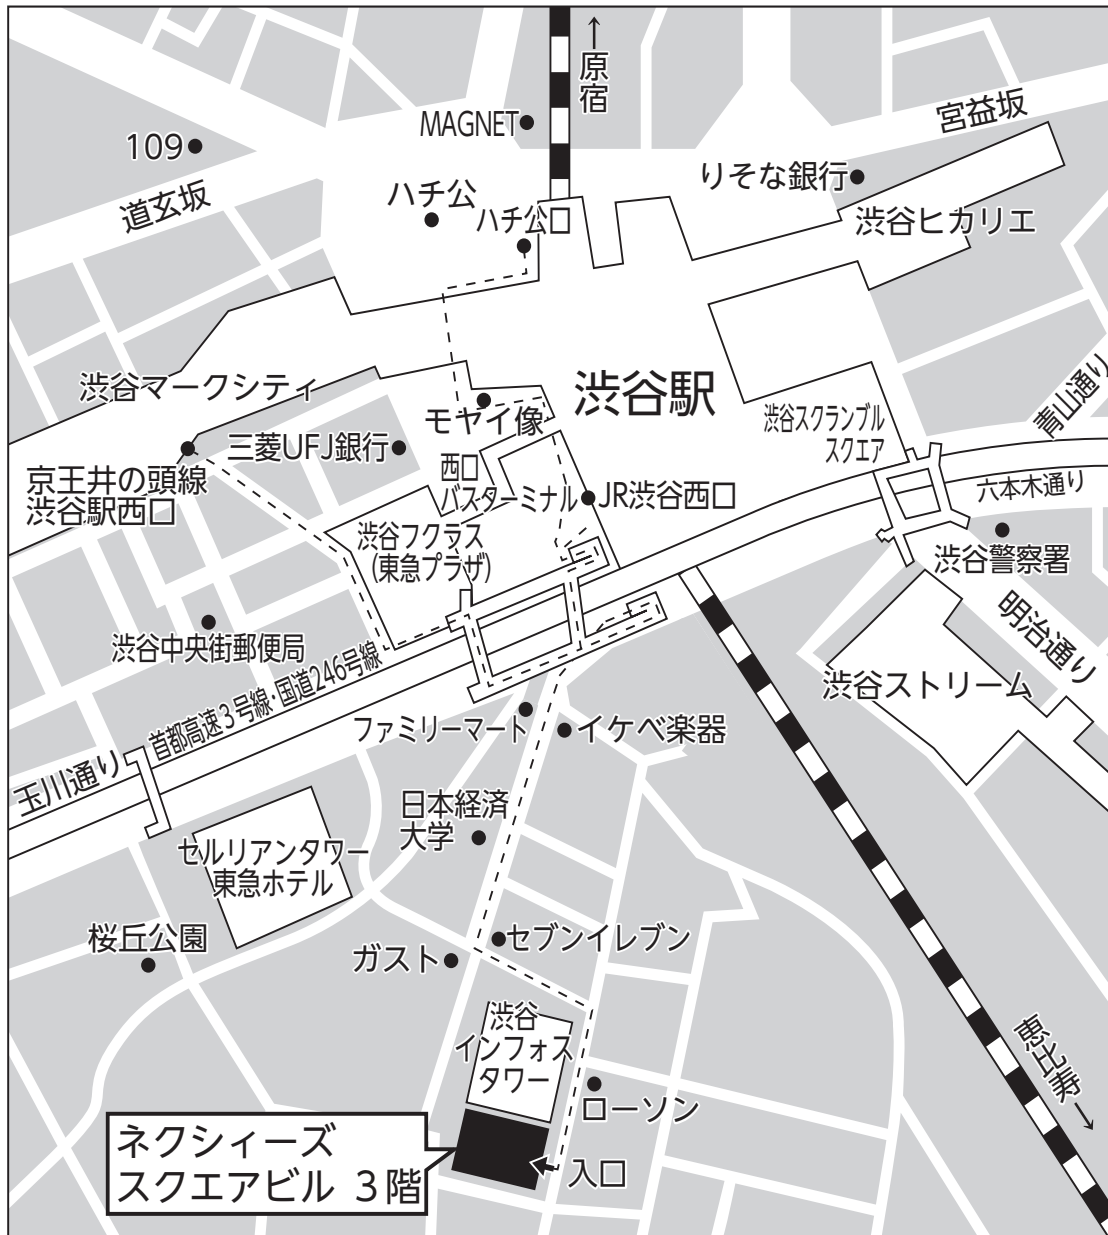 ↑
原宿
MAGNET
宮益坂
109
りそな銀行
道玄坂
ハチ公
ハチ公口
渋谷ヒカリエ
渋谷マークシティ
渋谷駅
青山通り
モヤイ像
渋谷スクランブル
スクエア
三菱UFJ銀行
西口
バスターミナル
京王井の頭線
渋谷駅西口
JR渋谷西口
六本木通り
渋谷フクラス
(東急プラザ)
渋谷警察署
明治通り
渋谷中央街郵便局
渋谷ストリーム
首都高速3号線・国道246号線
ファミリーマート
イケベ楽器
玉川通り
日本経済
大学
セルリアンタワー
東急ホテル
桜丘公園
セブンイレブン
ガスト
渋谷
インフォス
タワー
恵比寿
↓
ローソン
ネクシィーズ
スクエアビル 3階
入口